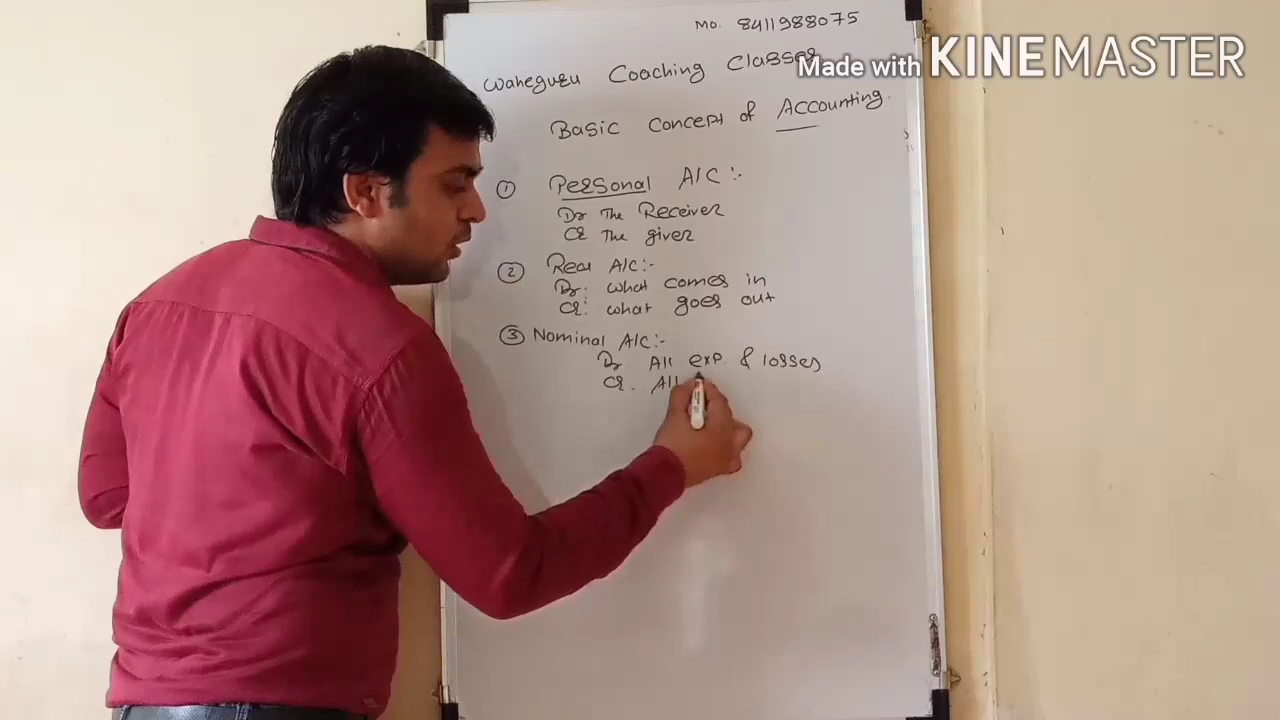 Mo. 8411988075
Waheguru Coaching Classes
Made with KINEMASTER
Basic Concept of Accounting.
① Personal A/C :-
Dr The Receiver
Cr The giver
② Real A/C:-
Dr. what comes in
Cr: what goes out
③ Nominal A/C:-
Dr All exp. & losses
Cr. All